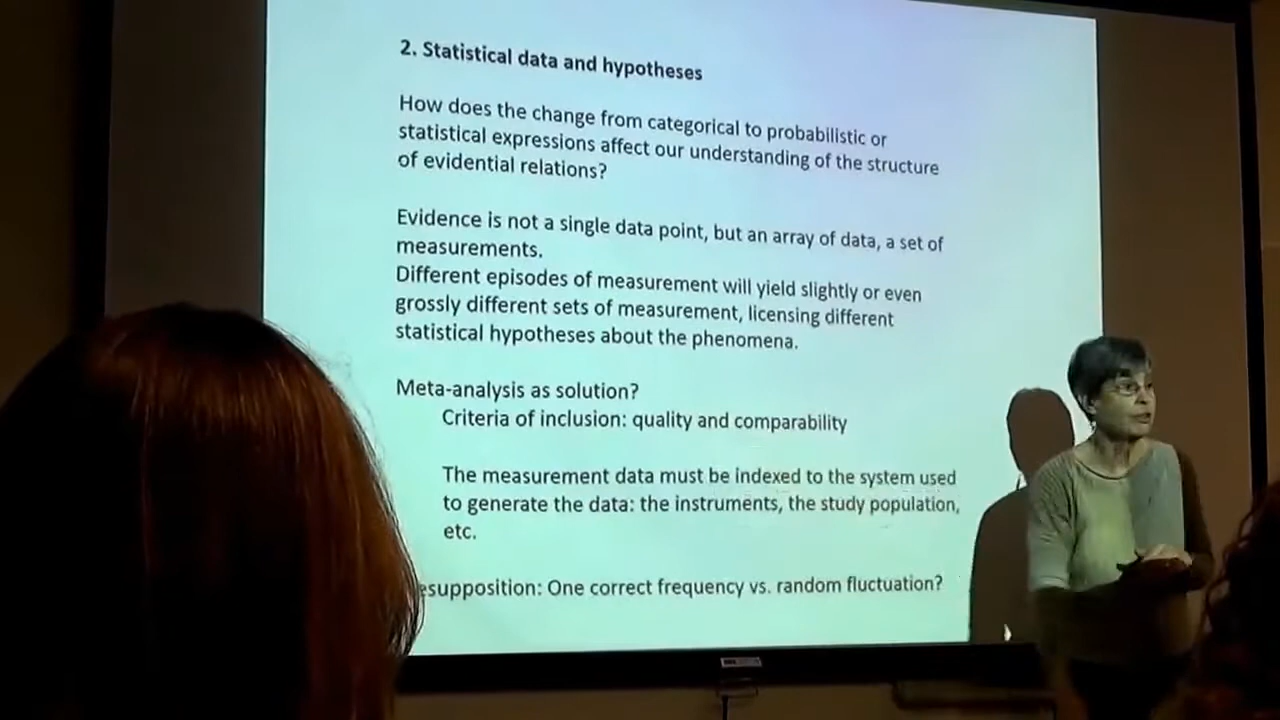 2. Statistical data and hypotheses
How does the change from categorical to probabilistic or
statistical expressions affect our understanding of the structure
of evidential relations?
Evidence is not a single data point, but an array of data, a set of
measurements.
Different episodes of measurement will yield slightly or even
grossly different sets of measurement, licensing different
statistical hypotheses about the phenomena.
Meta-analysis as solution?
Criteria of inclusion: quality and comparability
The measurement data must be indexed to the system used
to generate the data: the instruments, the study population,
etc.
esupposition: One correct frequency vs. random fluctuation?